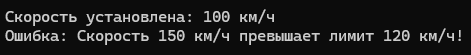 Скорость установлена: 100 км/ч
Ошибка: Скорость 150 км/ч превышает лимит 120 км/ч!